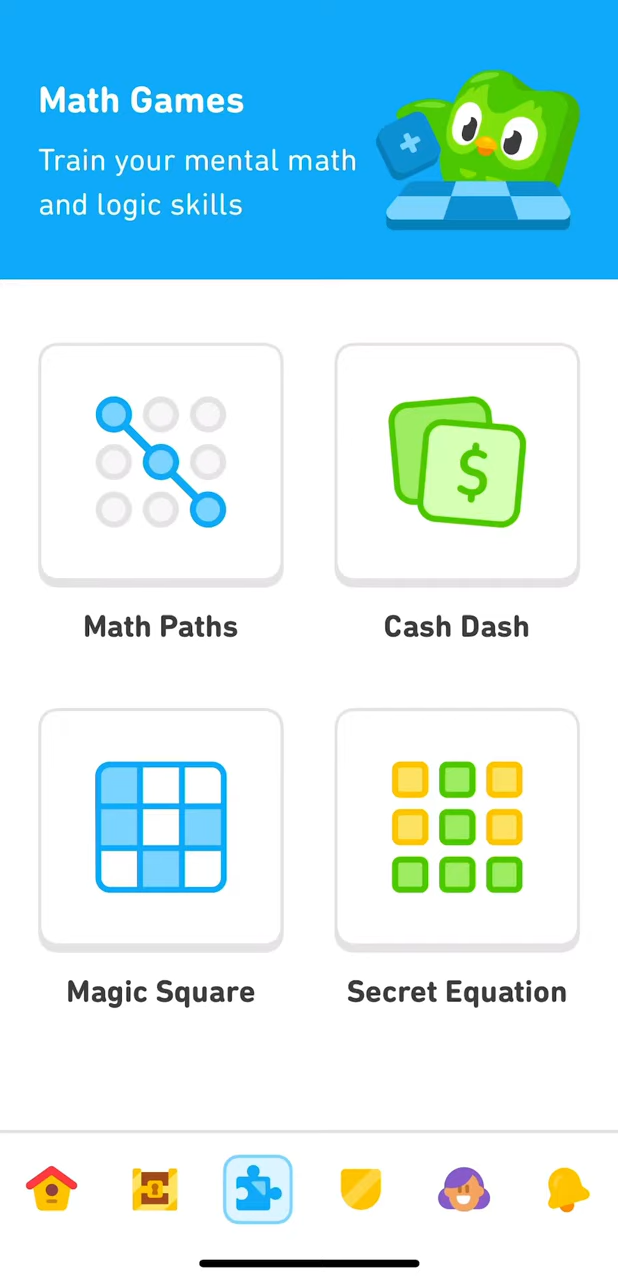 Math Games
Train your mental math
and logic skills
$
Math Paths
Cash Dash
Magic Square
Secret Equation